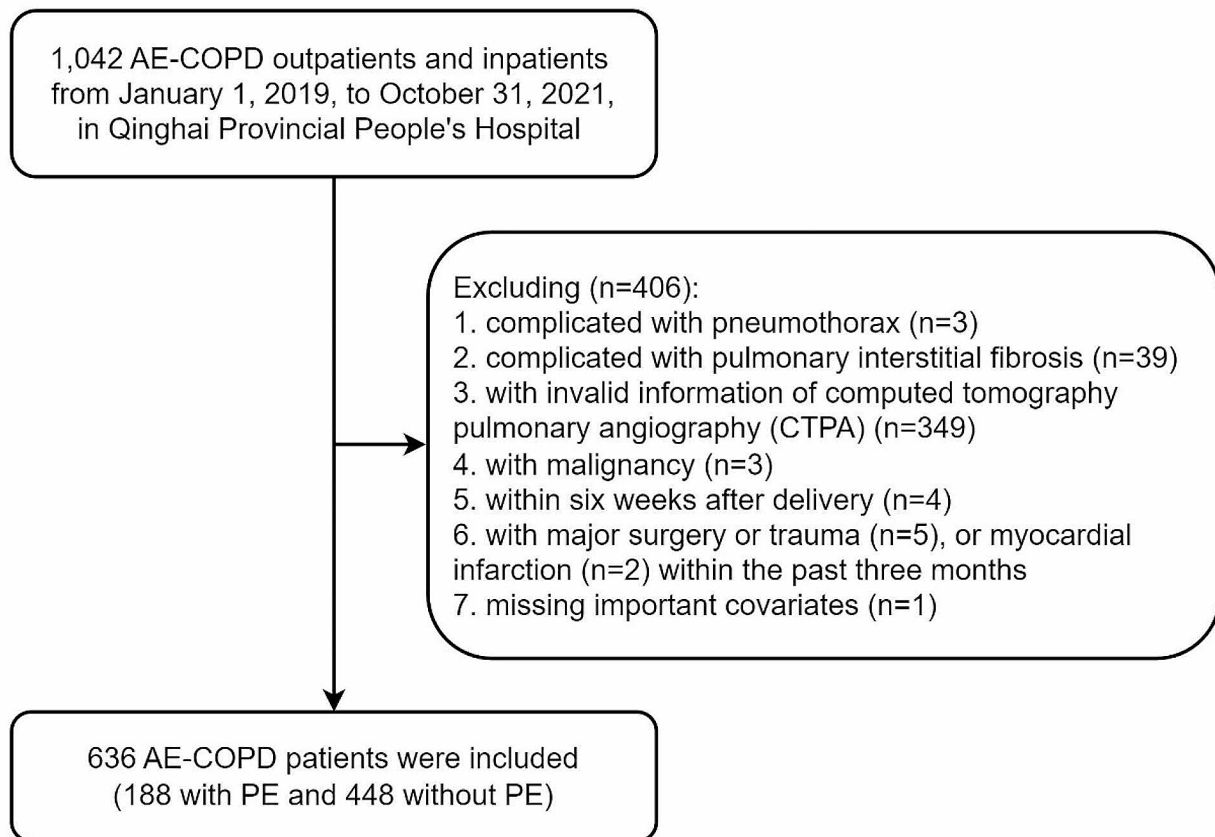 1,042 AE-COPD outpatients and inpatients
from January 1, 2019, to October 31, 2021,
in Qinghai Provincial People's Hospital
Excluding (n=406):
1. complicated with pneumothorax (n=3)
2. complicated with pulmonary interstitial fibrosis (n=39)
3. with invalid information of computed tomography
pulmonary angiography (CTPA) (n=349)
4. with malignancy (n=3)
5. within six weeks after delivery (n=4)
6. with major surgery or trauma (n=5), or myocardial
infarction (n=2) within the past three months
7. missing important covariates (n=1)
636 AE-COPD patients were included
(188 with PE and 448 without PE)